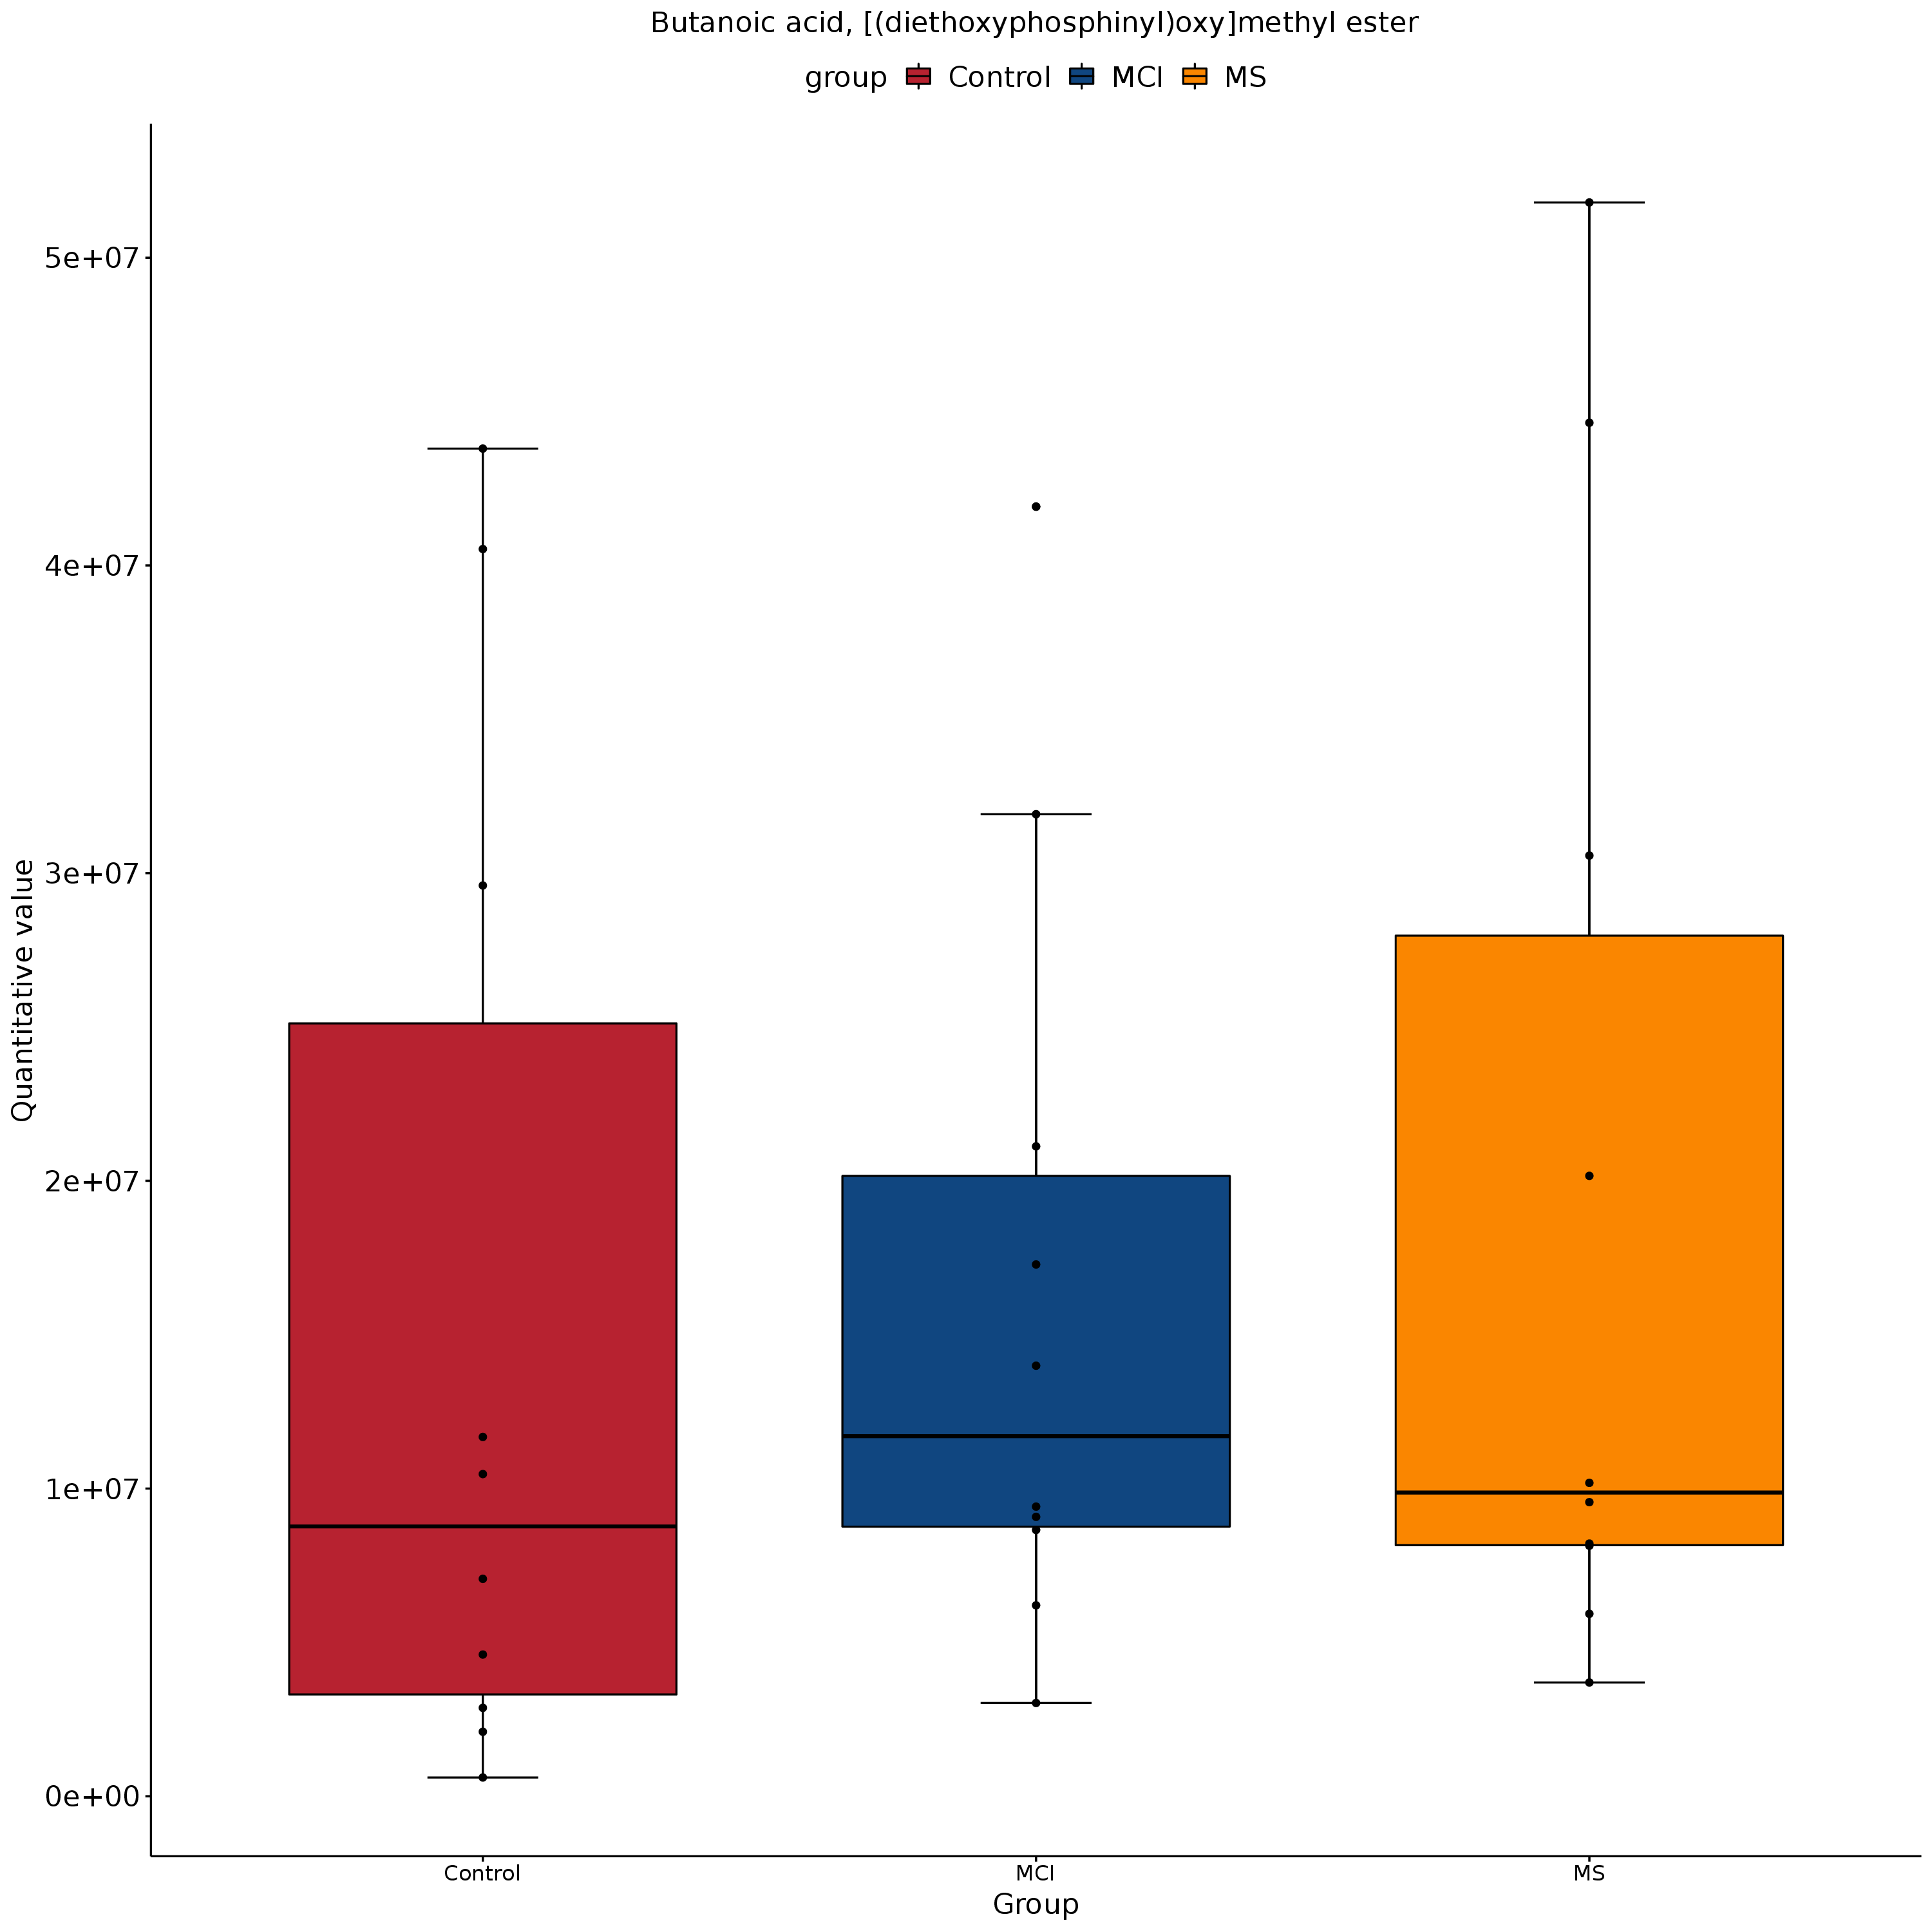 Butanoic acid, [(diethoxyphosphinyl)oxy]methyl ester
group Control MCI MS
5e+07
4e+07
3e+07
2e+07
1e+07
0e+00
Quantitative value
Control MCI MS
Group